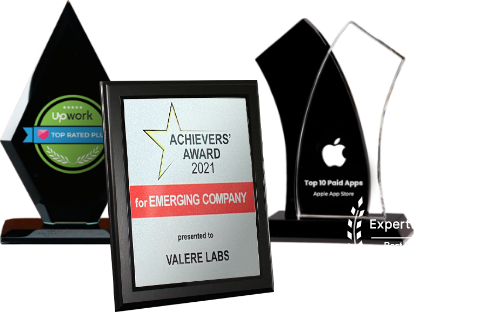 Upwork
TOP RATED PLU
ACHIEVERS'
AWARD
2021
for EMERGING COMPANY
presented to
VALERE LABS
Top 10 Paid Apps
Apple App Store
Expert